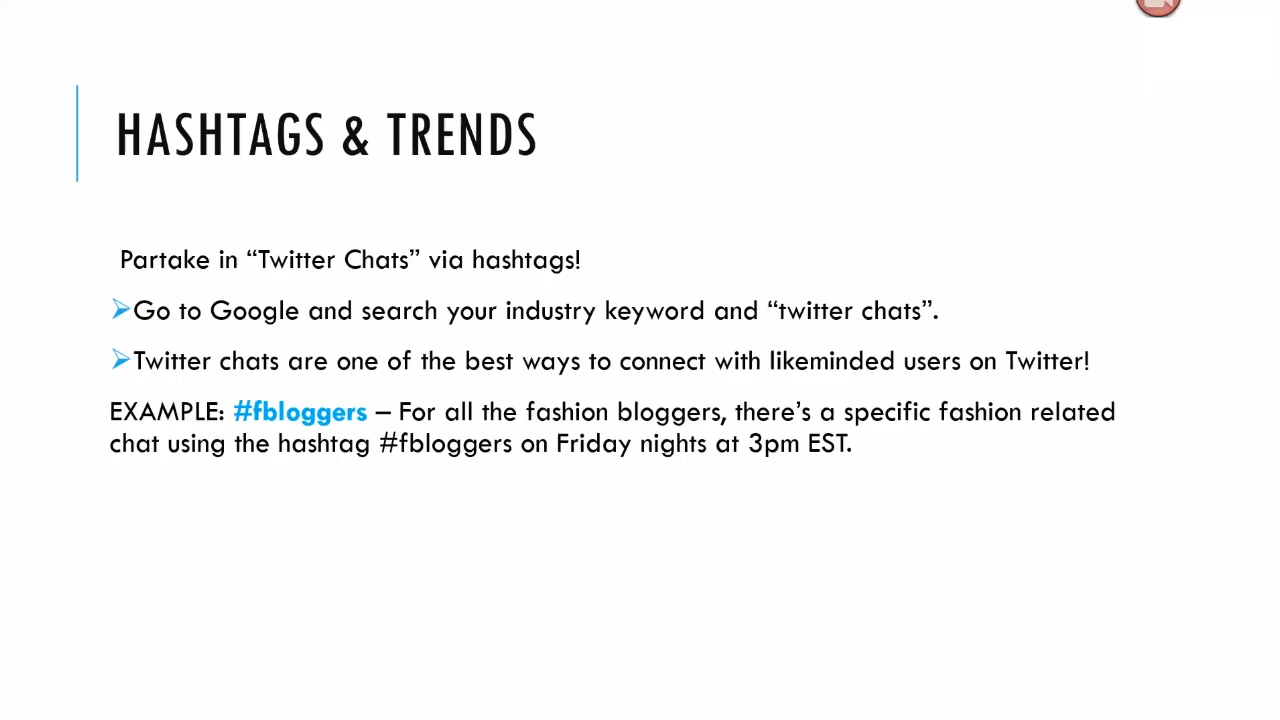 HASHTAGS & TRENDS
Partake in “Twitter Chats” via hashtags!
➢Go to Google and search your industry keyword and “twitter chats”.
➢Twitter chats are one of the best ways to connect with likeminded users on Twitter!
EXAMPLE: #fbloggers – For all the fashion bloggers, there’s a specific fashion related
chat using the hashtag #fbloggers on Friday nights at 3pm EST.